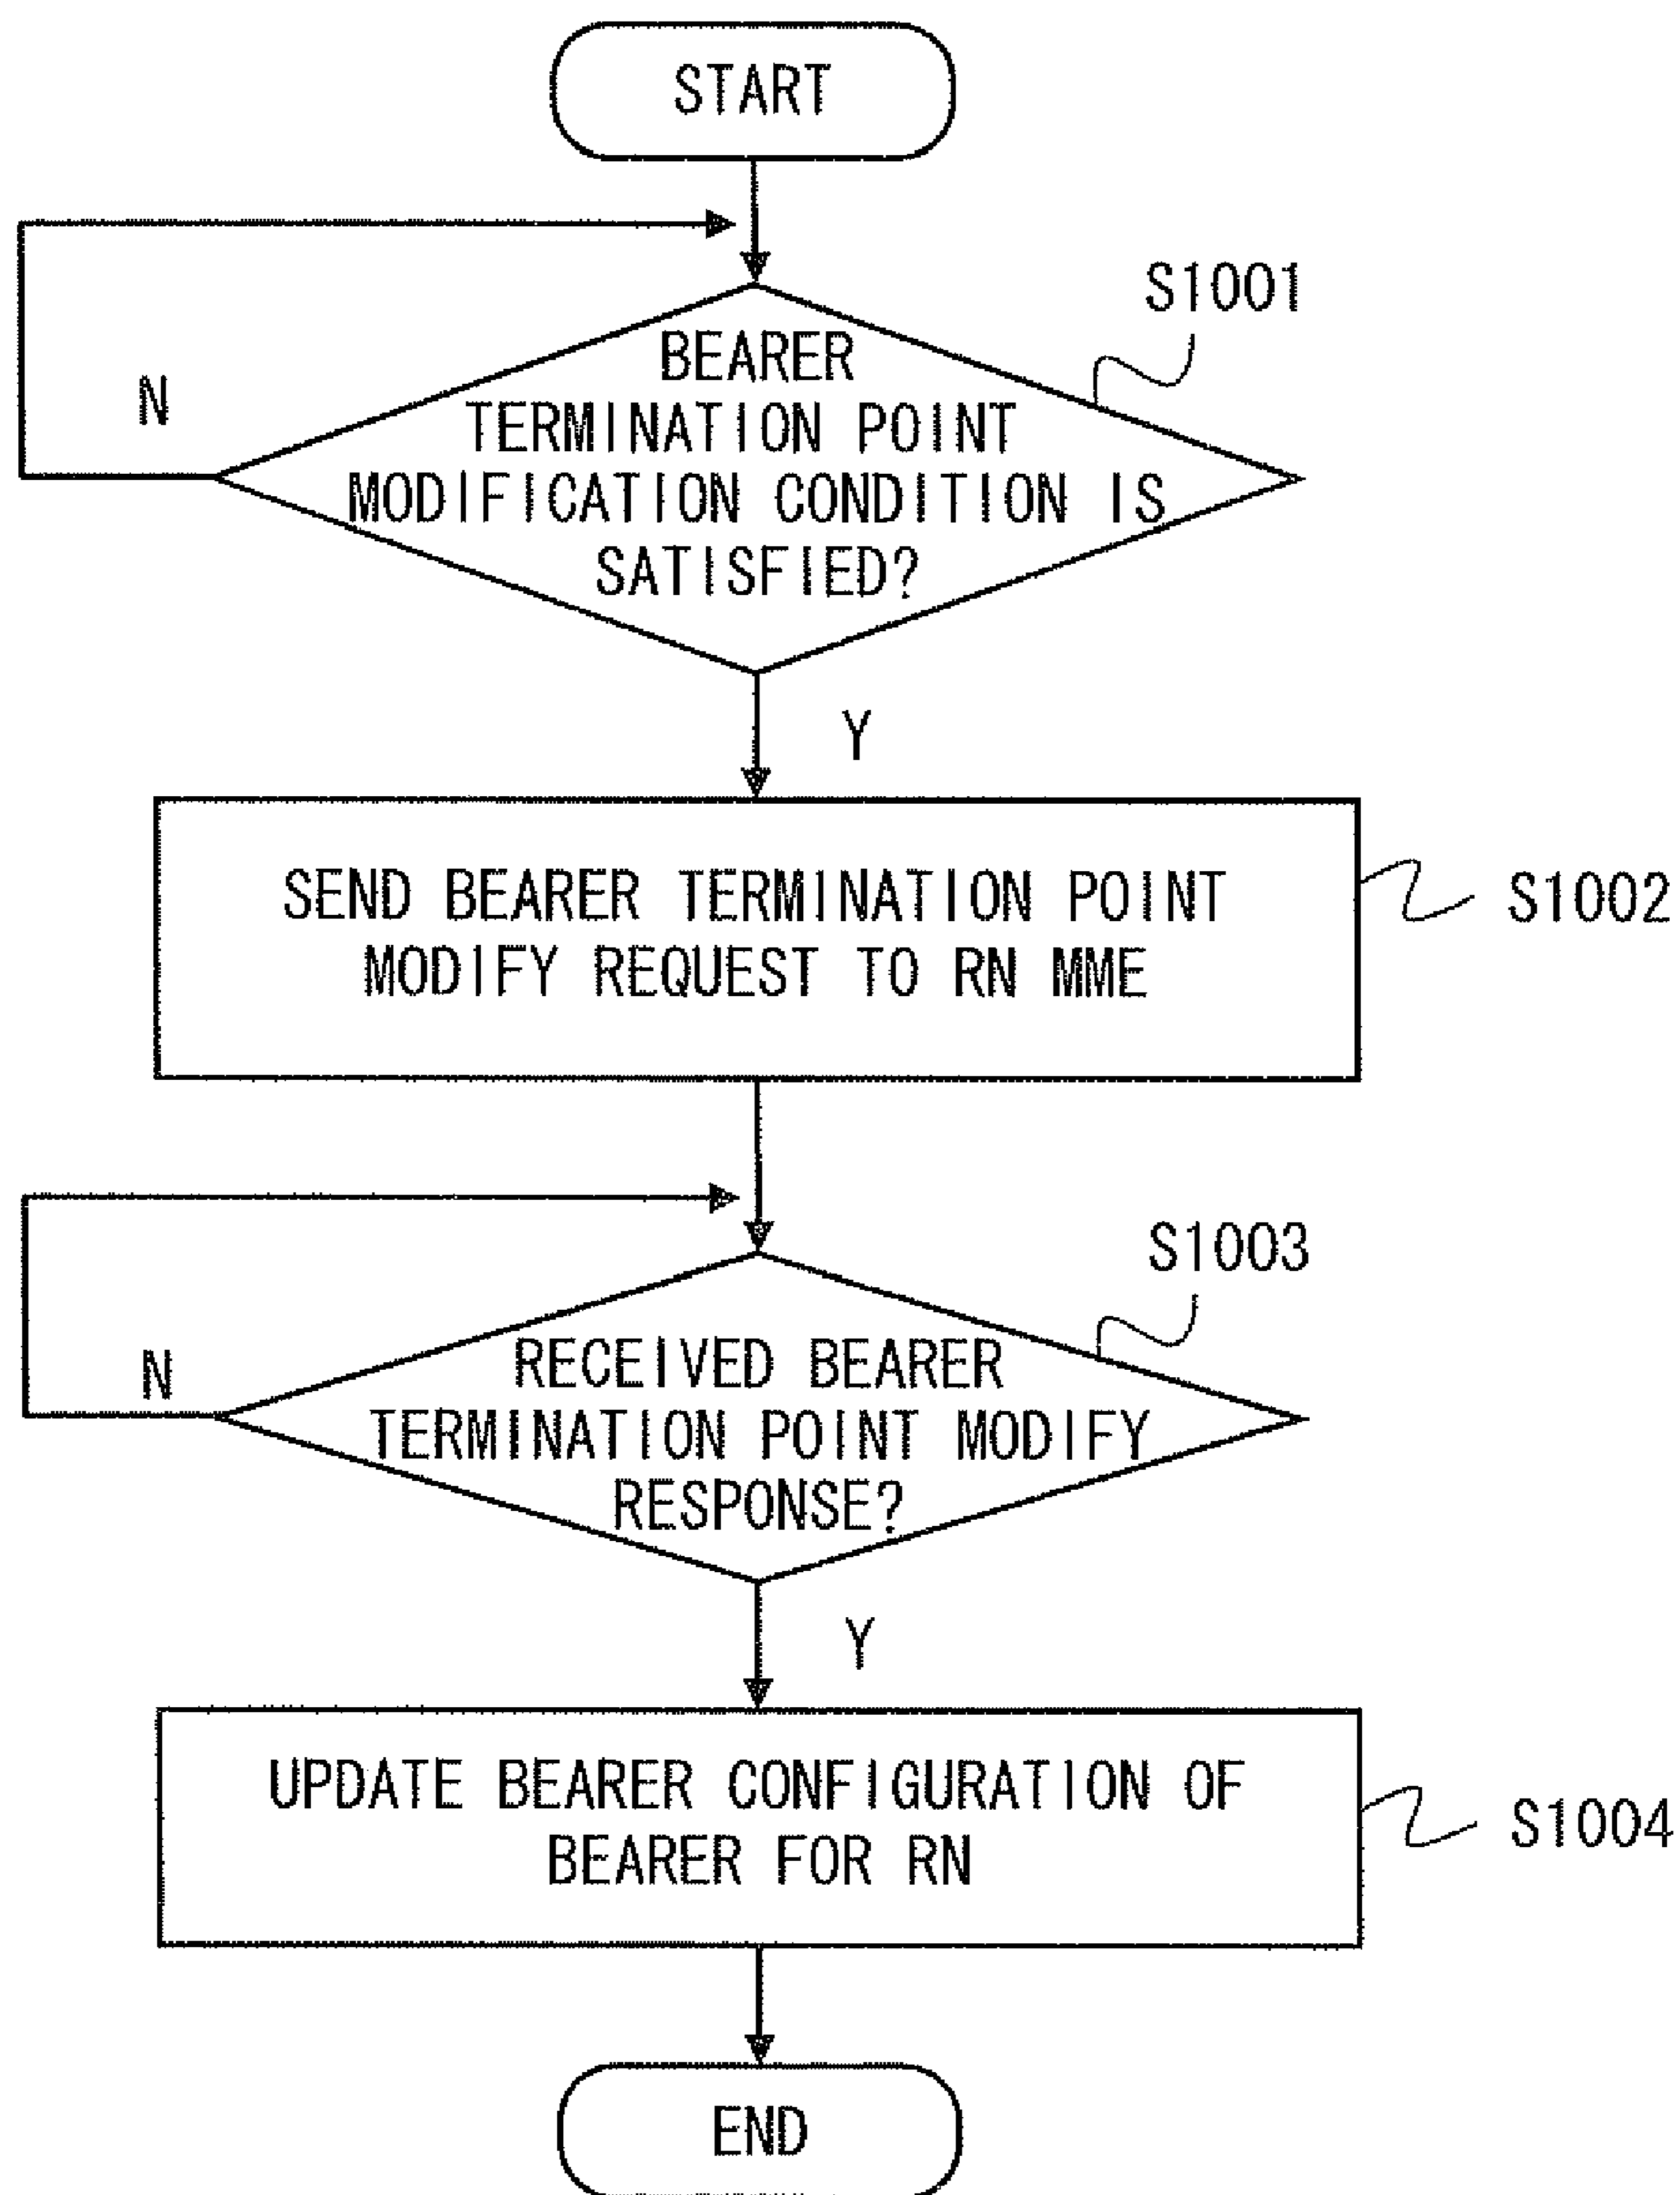 START
S1001
BEARER
TERMINATION POINT
MODIFICATION CONDITION IS
SATISFIED?
N
Y
SEND BEARER TERMINATION POINT
MODIFY REQUEST TO RN MME
S1002
S1003
RECEIVED BEARER
TERMINATION POINT MODIFY
RESPONSE?
N
Y
UPDATE BEARER CONFIGURATION OF
BEARER FOR RN
S1004
END